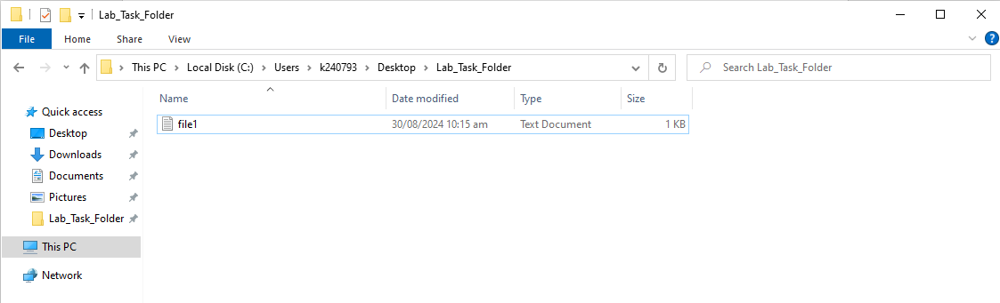 Lab_Task_Folder
File Home Share View
This PC Local Disk (C:) Users k240793 Desktop Lab_Task_Folder Search Lab_Task_Folder
Name Date modified Type Size
Quick access
Desktop
Downloads
Documents
Pictures
Lab_Task_Folder
This PC
Network
file1 30/08/2024 10:15 am Text Document 1 KB